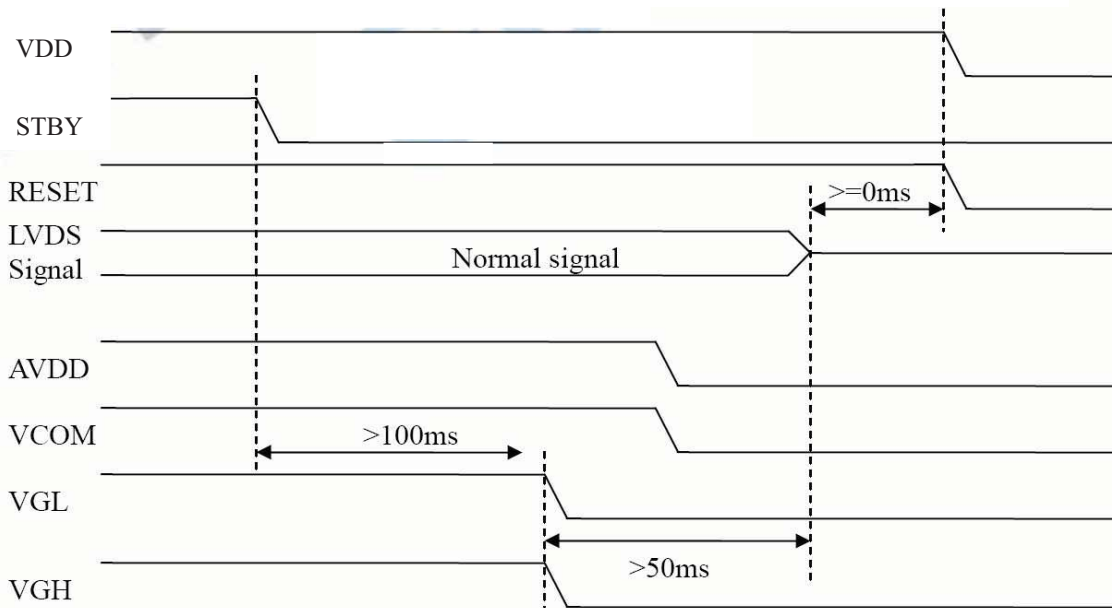 VDD
STBY
RESET
>=0ms
LVDS
Signal
Normal signal
AVDD
VCOM
>100ms
VGL
>50ms
VGH